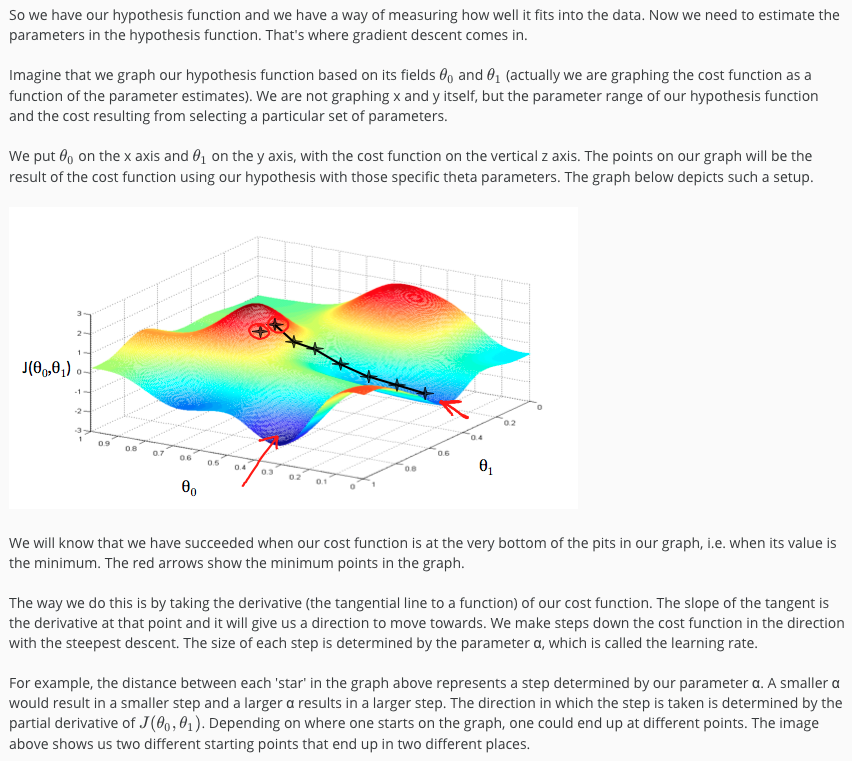 So we have our hypothesis function and we have a way of measuring how well it fits into the data. Now we need to estimate the
parameters in the hypothesis function. That's where gradient descent comes in.
Imagine that we graph our hypothesis function based on its fields θ₀ and θ₁ (actually we are graphing the cost function as a
function of the parameter estimates). We are not graphing x and y itself, but the parameter range of our hypothesis function
and the cost resulting from selecting a particular set of parameters.
We put θ₀ on the x axis and θ₁ on the y axis, with the cost function on the vertical z axis. The points on our graph will be the
result of the cost function using our hypothesis with those specific theta parameters. The graph below depicts such a setup.
3
2
1
J(θ₀,θ₁) 0
-1
-2
-3
1 0.9 0.8 0.7 0.6 0.5 0.4 0.3 0.2 0.1 0
θ₀
1 0.8 0.6 0.4 0.2 0
θ₁
We will know that we have succeeded when our cost function is at the very bottom of the pits in our graph, i.e. when its value is
the minimum. The red arrows show the minimum points in the graph.
The way we do this is by taking the derivative (the tangential line to a function) of our cost function. The slope of the tangent is
the derivative at that point and it will give us a direction to move towards. We make steps down the cost function in the direction
with the steepest descent. The size of each step is determined by the parameter α, which is called the learning rate.
For example, the distance between each 'star' in the graph above represents a step determined by our parameter α. A smaller α
would result in a smaller step and a larger α results in a larger step. The direction in which the step is taken is determined by the
partial derivative of J(θ₀, θ₁). Depending on where one starts on the graph, one could end up at different points. The image
above shows us two different starting points that end up in two different places.